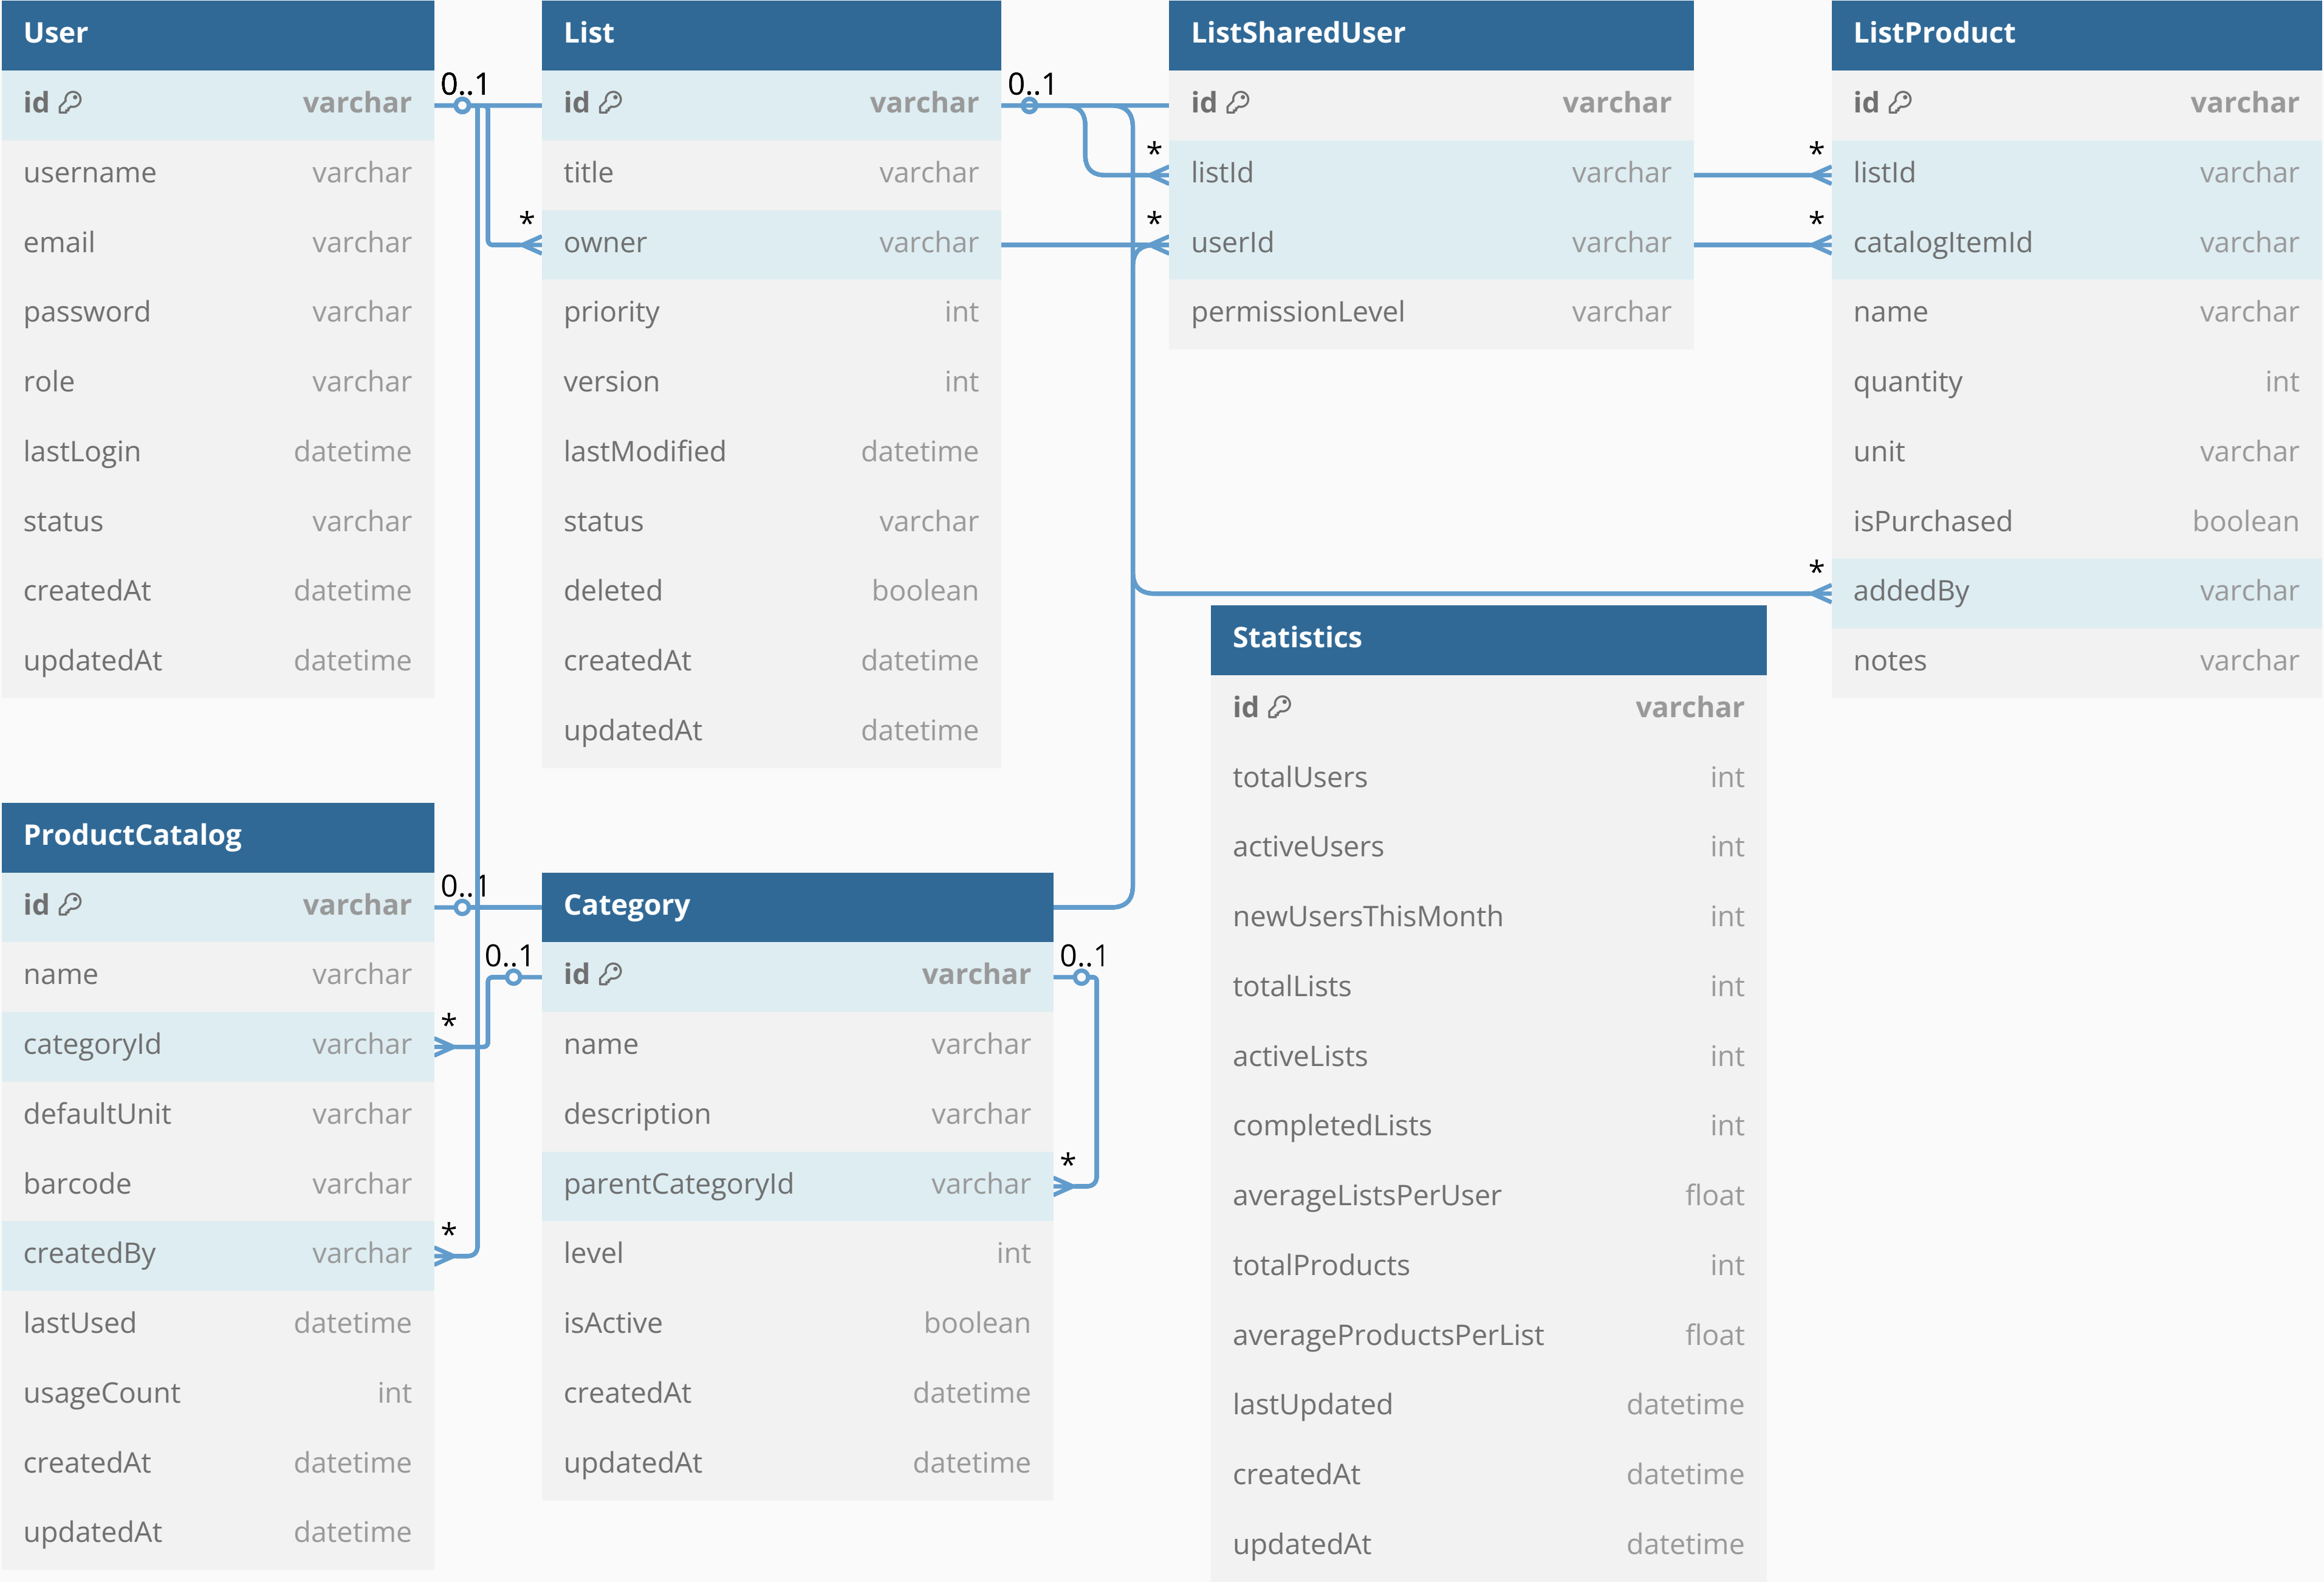 User
id varchar
username varchar
email varchar
password varchar
role varchar
lastLogin datetime
status varchar
createdAt datetime
updatedAt datetime
0..1
*
List
id varchar
title varchar
owner varchar
priority int
version int
lastModified datetime
status varchar
deleted boolean
createdAt datetime
updatedAt datetime
0..1
*
*
ListSharedUser
id varchar
listId varchar
userId varchar
permissionLevel varchar
*
*
*
ListProduct
id varchar
listId varchar
catalogItemId varchar
name varchar
quantity int
unit varchar
isPurchased boolean
addedBy varchar
notes varchar
ProductCatalog
id varchar
name varchar
categoryId varchar
defaultUnit varchar
barcode varchar
createdBy varchar
lastUsed datetime
usageCount int
createdAt datetime
updatedAt datetime
0..1
0..1
*
*
Category
id varchar
name varchar
description varchar
parentCategoryId varchar
level int
isActive boolean
createdAt datetime
updatedAt datetime
0..1
*
Statistics
id varchar
totalUsers int
activeUsers int
newUsersThisMonth int
totalLists int
activeLists int
completedLists int
averageListsPerUser float
totalProducts int
averageProductsPerList float
lastUpdated datetime
createdAt datetime
updatedAt datetime